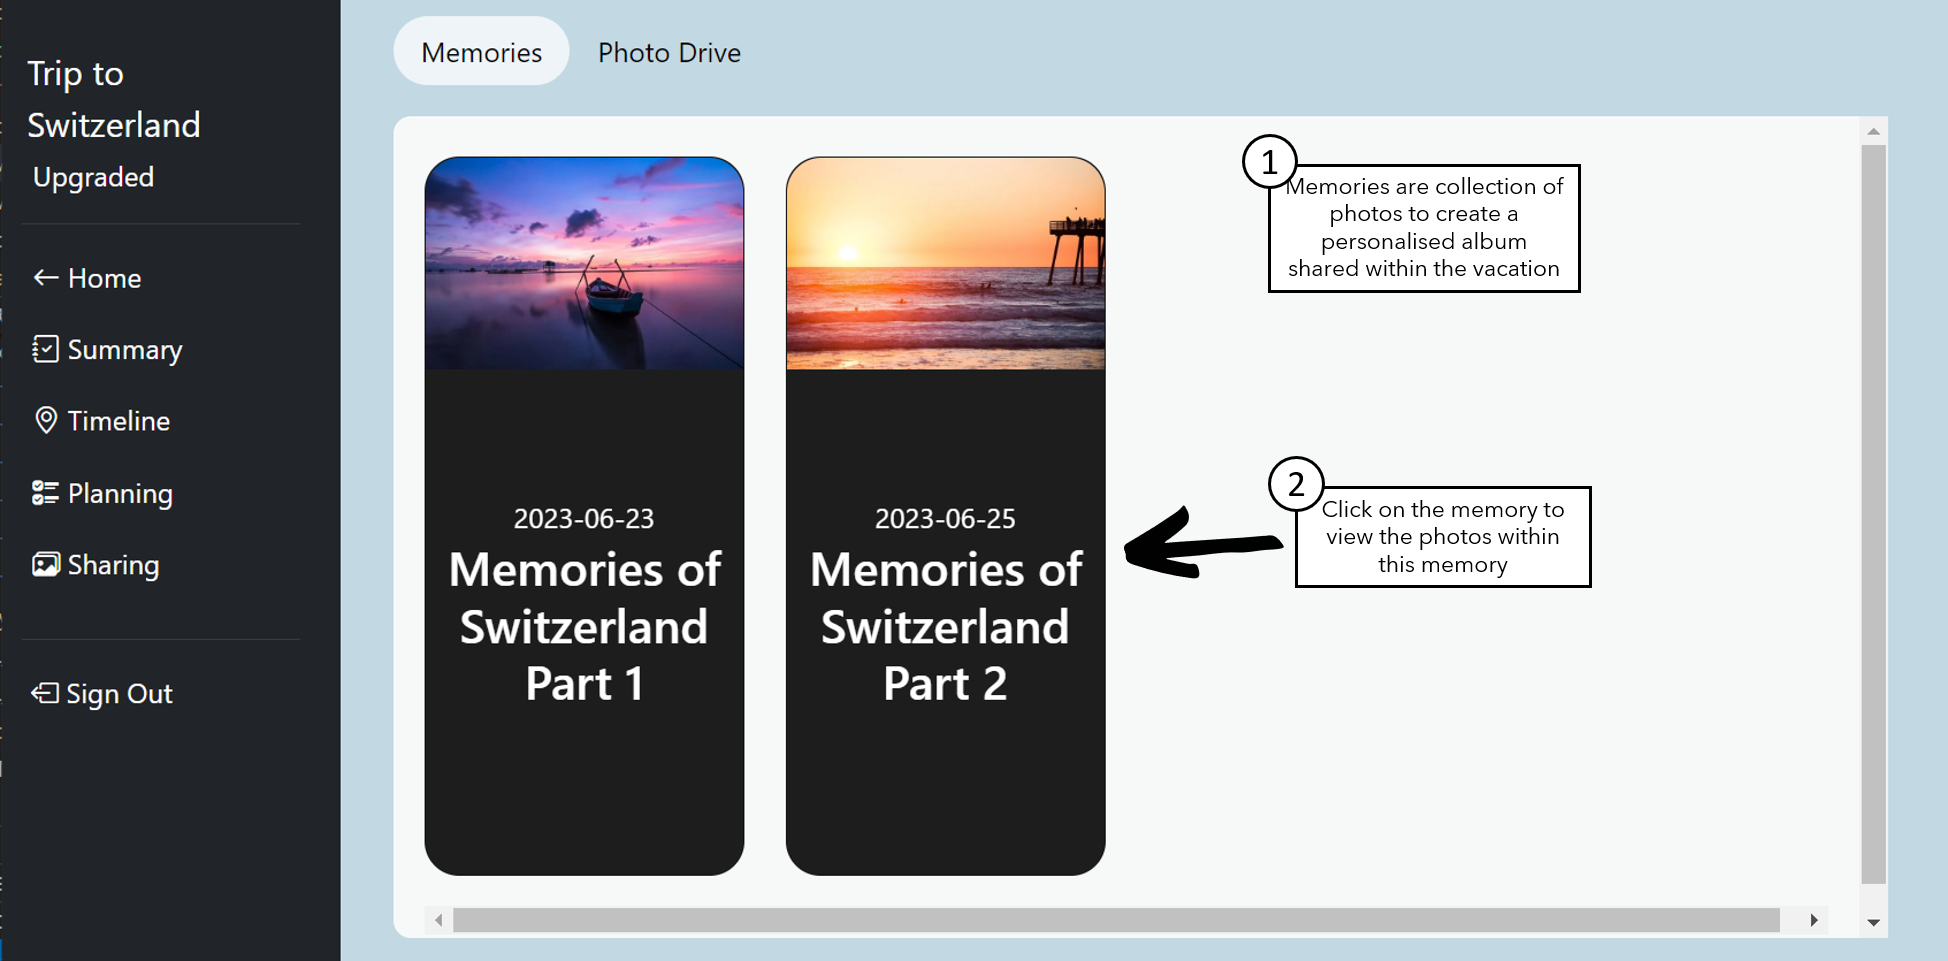 Trip to
Switzerland
Upgraded
Home
Summary
Timeline
Planning
Sharing
Sign Out
Memories
Photo Drive
2023-06-23
Memories of
Switzerland
Part 1
2023-06-25
Memories of
Switzerland
Part 2
1
Memories are collection of
photos to create a
personalised album
shared within the vacation
2
Click on the memory to
view the photos within
this memory